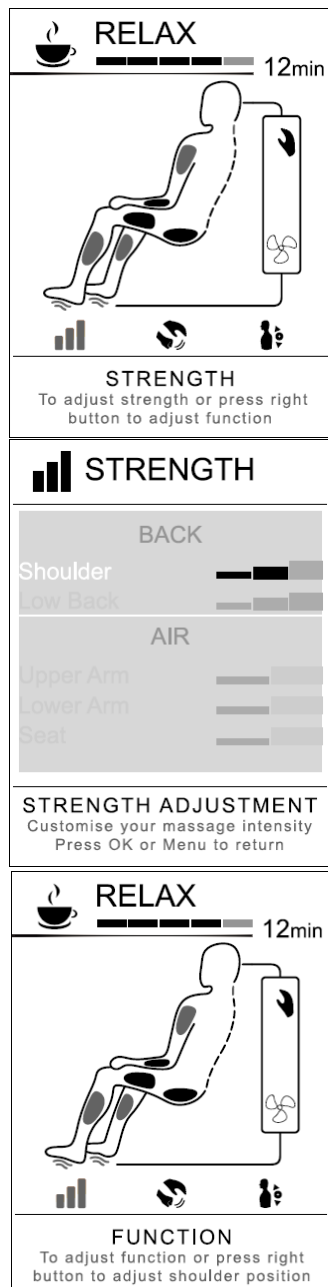 RELAX
12min
STRENGTH
To adjust strength or press right
button to adjust function
STRENGTH
BACK
Shoulder
Low Back
AIR
Upper Arm
Lower Arm
Seat
STRENGTH ADJUSTMENT
Customise your massage intensity
Press OK or Menu to return
RELAX
12min
FUNCTION
To adjust function or press right
button to adjust shoulder position